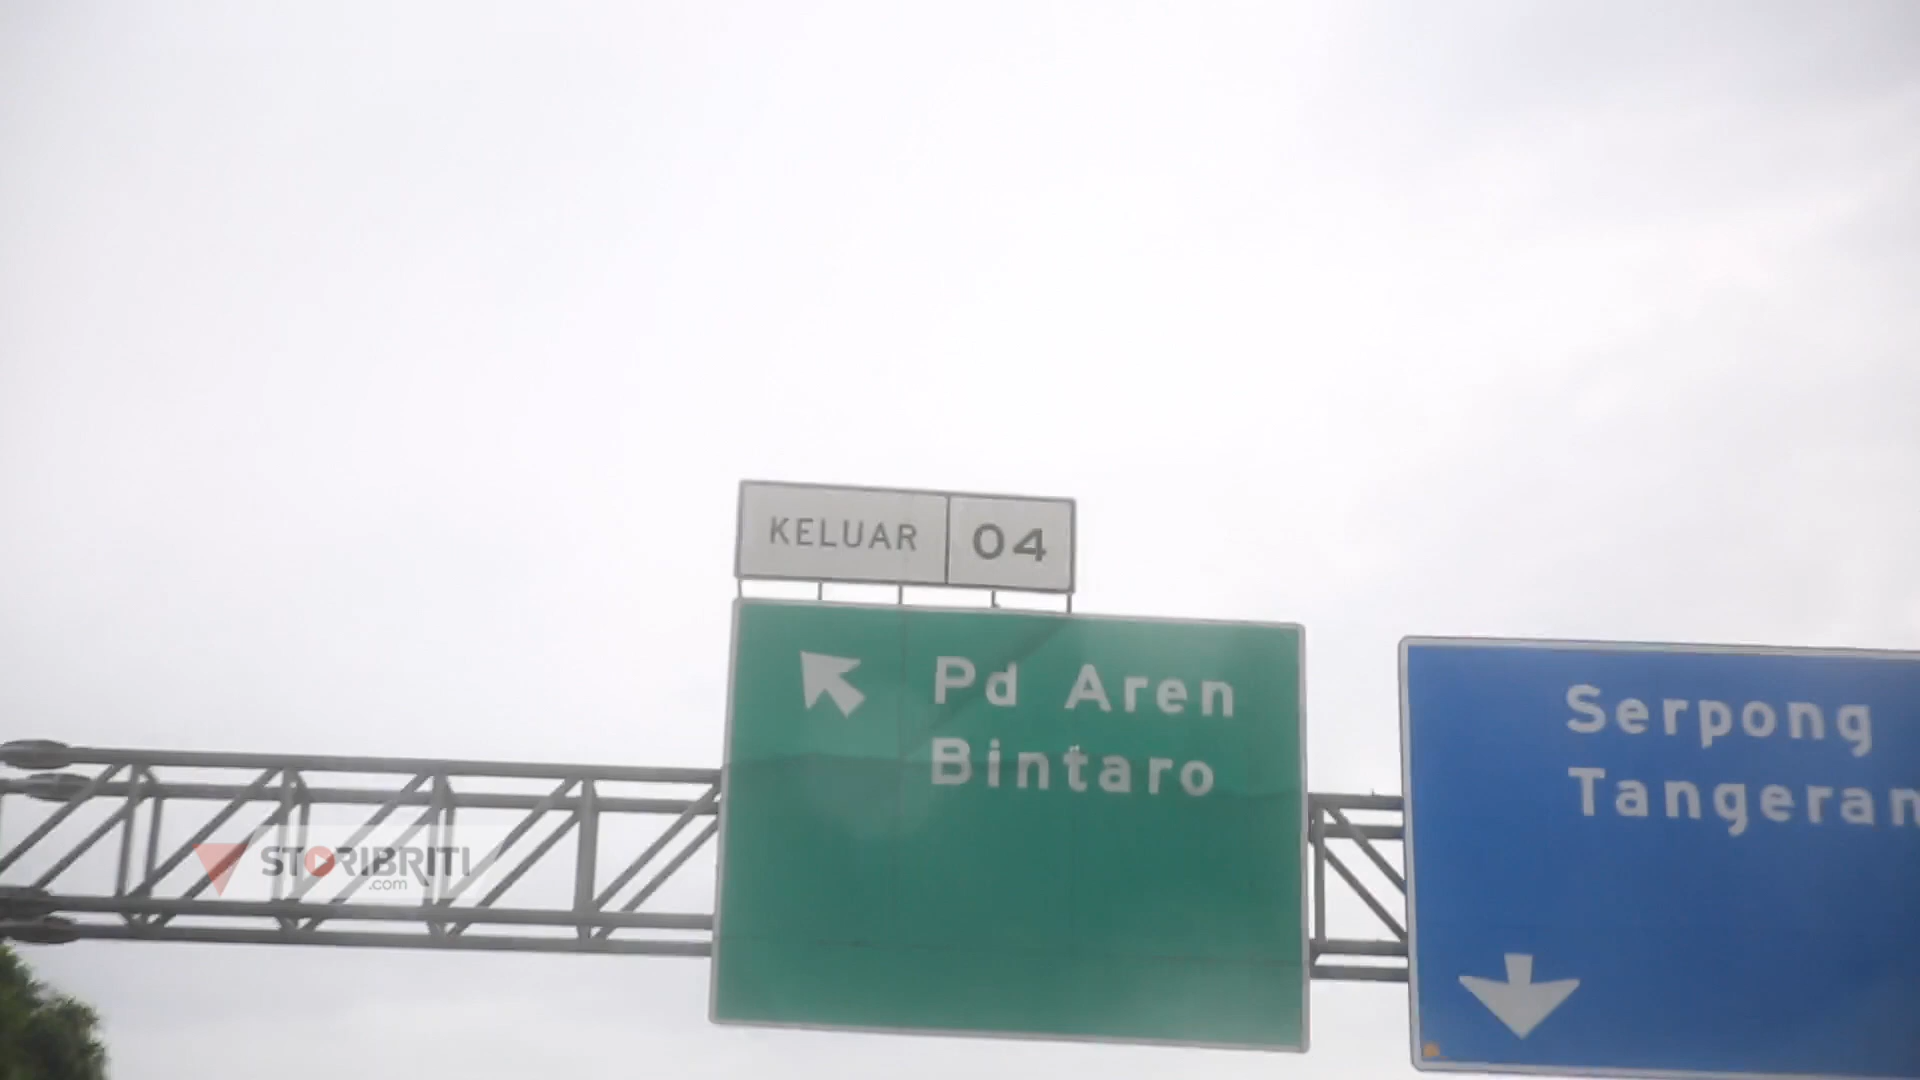 KELUAR 04
Pd Aren
Bintaro
Serpong
Tangeran
STORIBRITI
.com